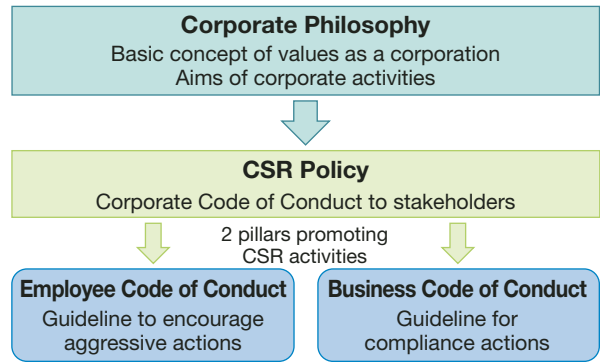 Corporate Philosophy
Basic concept of values as a corporation
Aims of corporate activities
CSR Policy
Corporate Code of Conduct to stakeholders
2 pillars promoting
CSR activities
Employee Code of Conduct
Guideline to encourage
aggressive actions
Business Code of Conduct
Guideline for
compliance actions